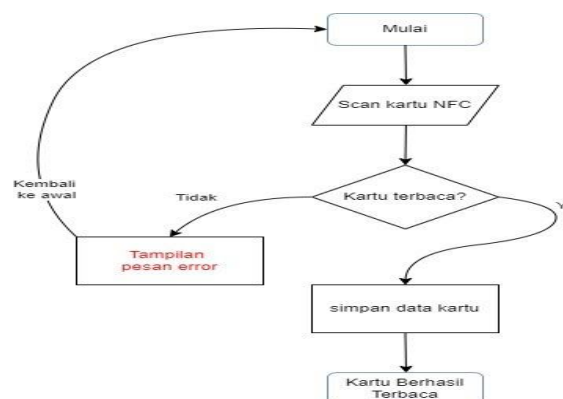 Mulai
Scan kartu NFC
Kartu terbaca?
Tidak
Kembali
ke awal
Tampilan
pesan error
simpan data kartu
Kartu Berhasil
Terbaca